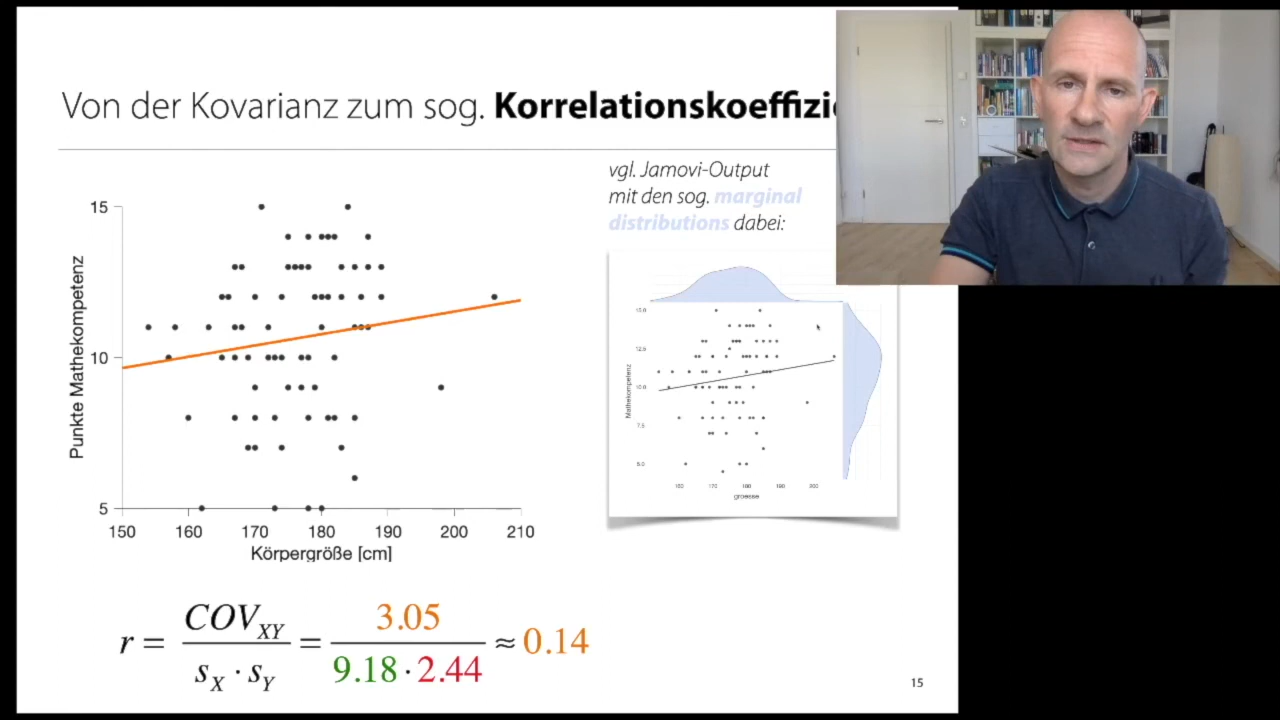 Von der Kovarianz zum sog. Korrelationskoeffizie
vgl. Jamovi-Output
mit den sog. marginal
distributions dabei:
15
10
5
Punkte Mathekompetenz
150 160 170 180 190 200 210
Körpergröße [cm]
15.0
12.5
10.0
7.5
5.0
Mathekompetenz
160 170 180 190 200
groesse
r = COV_XY / s_X · s_Y = 3.05 / 9.18 · 2.44 ≈ 0.14
15